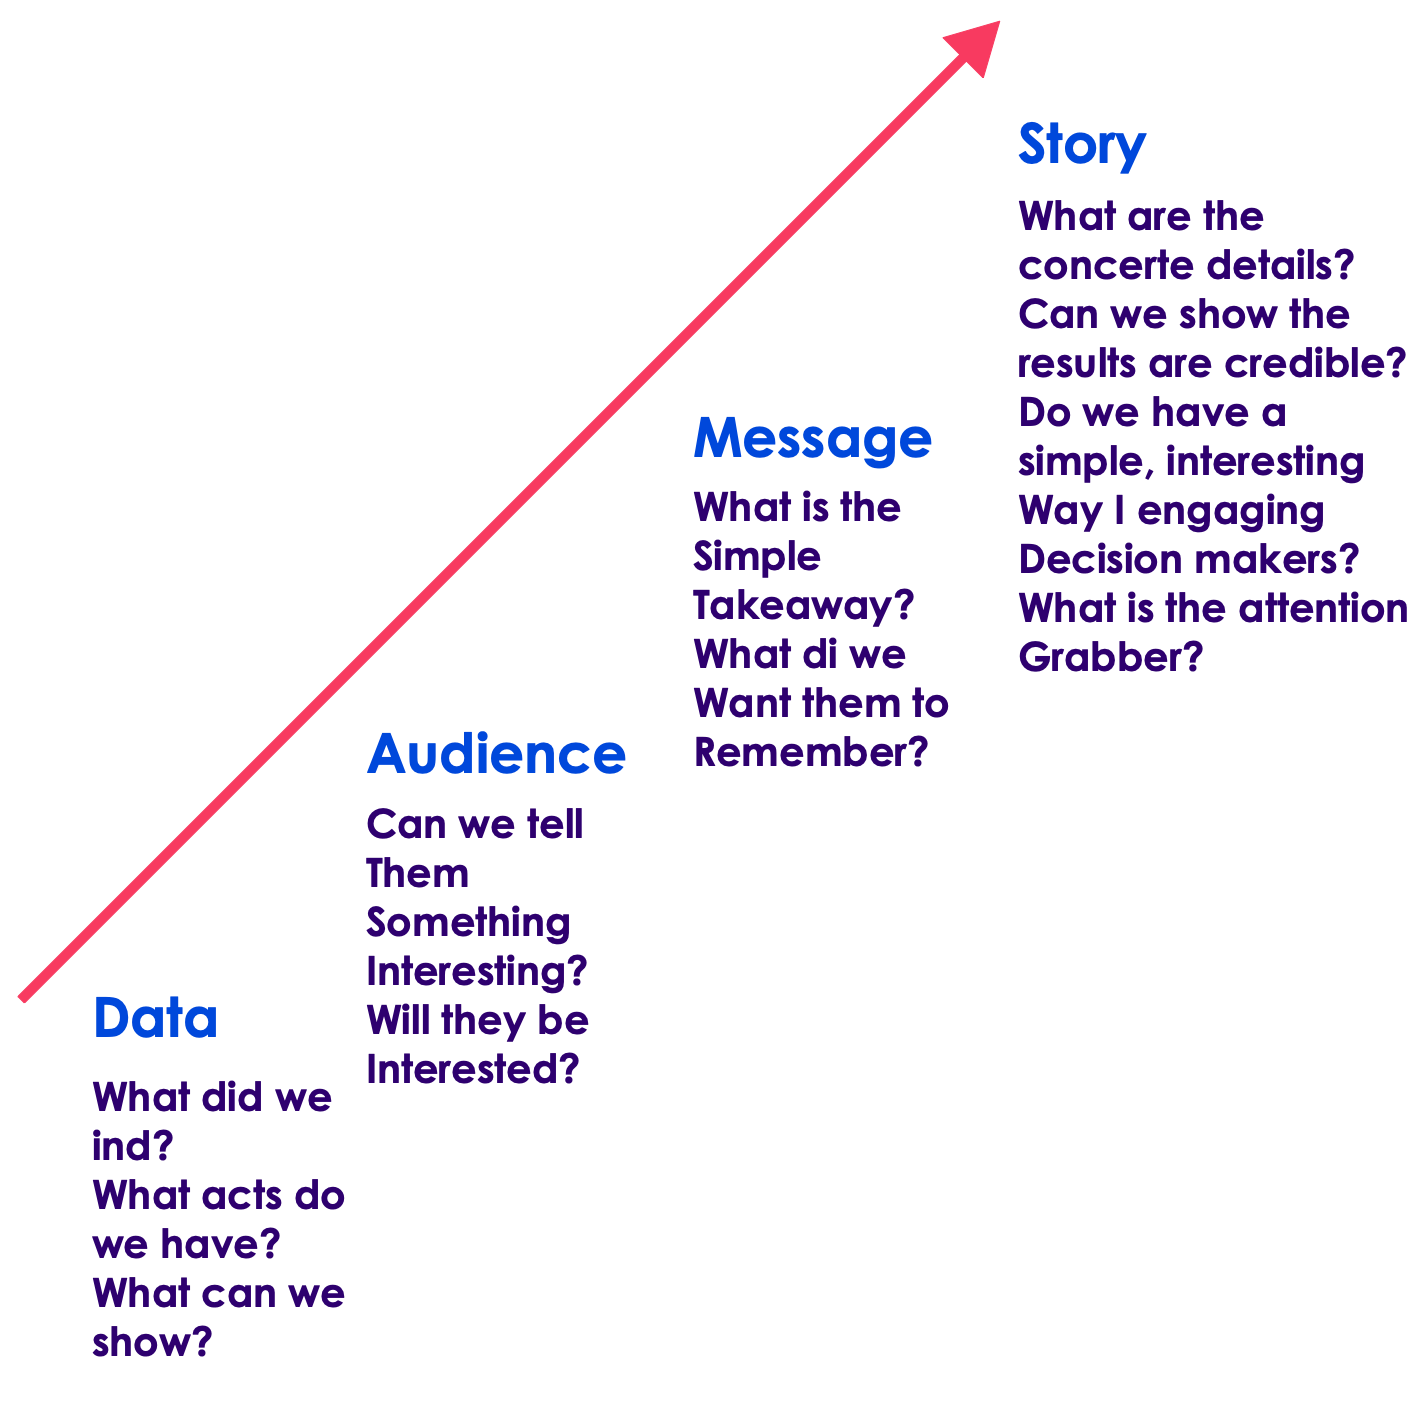 Data
What did we
ind?
What acts do
we have?
What can we
show?
Audience
Can we tell
Them
Something
Interesting?
Will they be
Interested?
Message
What is the
Simple
Takeaway?
What di we
Want them to
Remember?
Story
What are the
concerte details?
Can we show the
results are credible?
Do we have a
simple, interesting
Way I engaging
Decision makers?
What is the attention
Grabber?